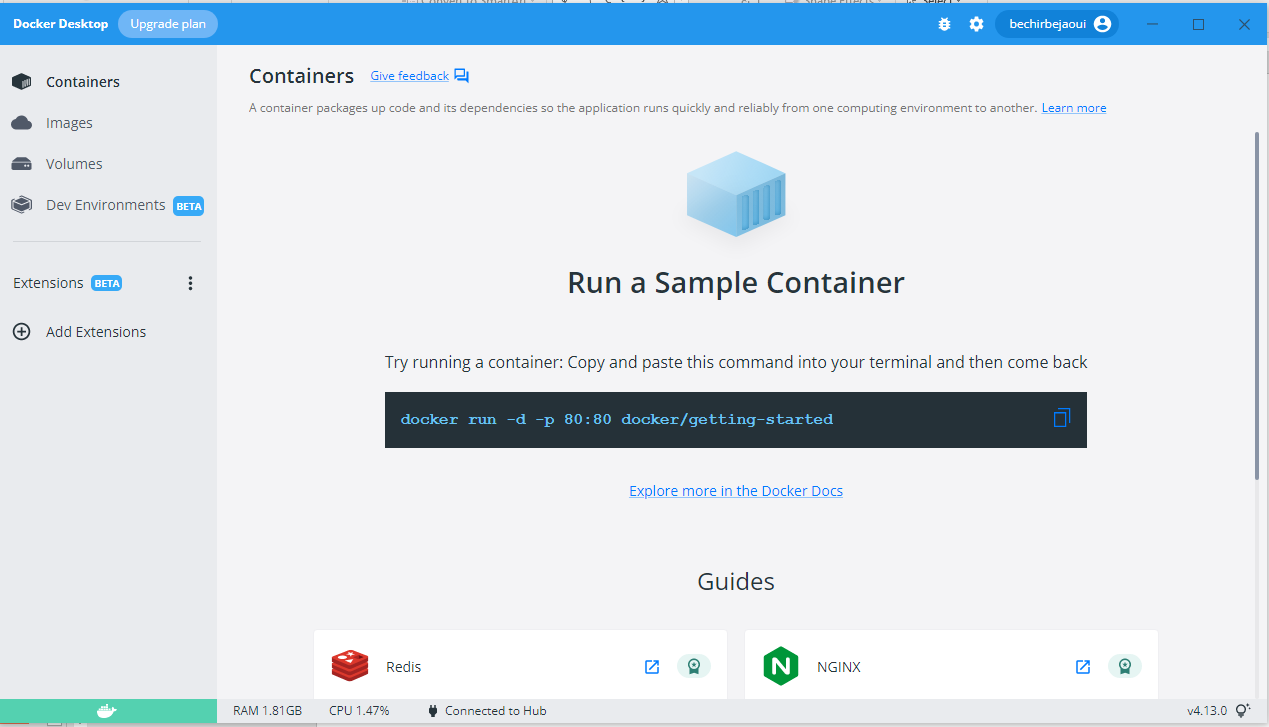 Docker Desktop Upgrade plan bechirbejaoui
Containers
Images
Volumes
Dev Environments BETA
Extensions BETA
Add Extensions
Containers Give feedback
A container packages up code and its dependencies so the application runs quickly and reliably from one computing environment to another. Learn more
Run a Sample Container
Try running a container: Copy and paste this command into your terminal and then come back
docker run -d -p 80:80 docker/getting-started
Explore more in the Docker Docs
Guides
Redis
N NGINX
RAM 1.81GB CPU 1.47% Connected to Hub v4.13.0